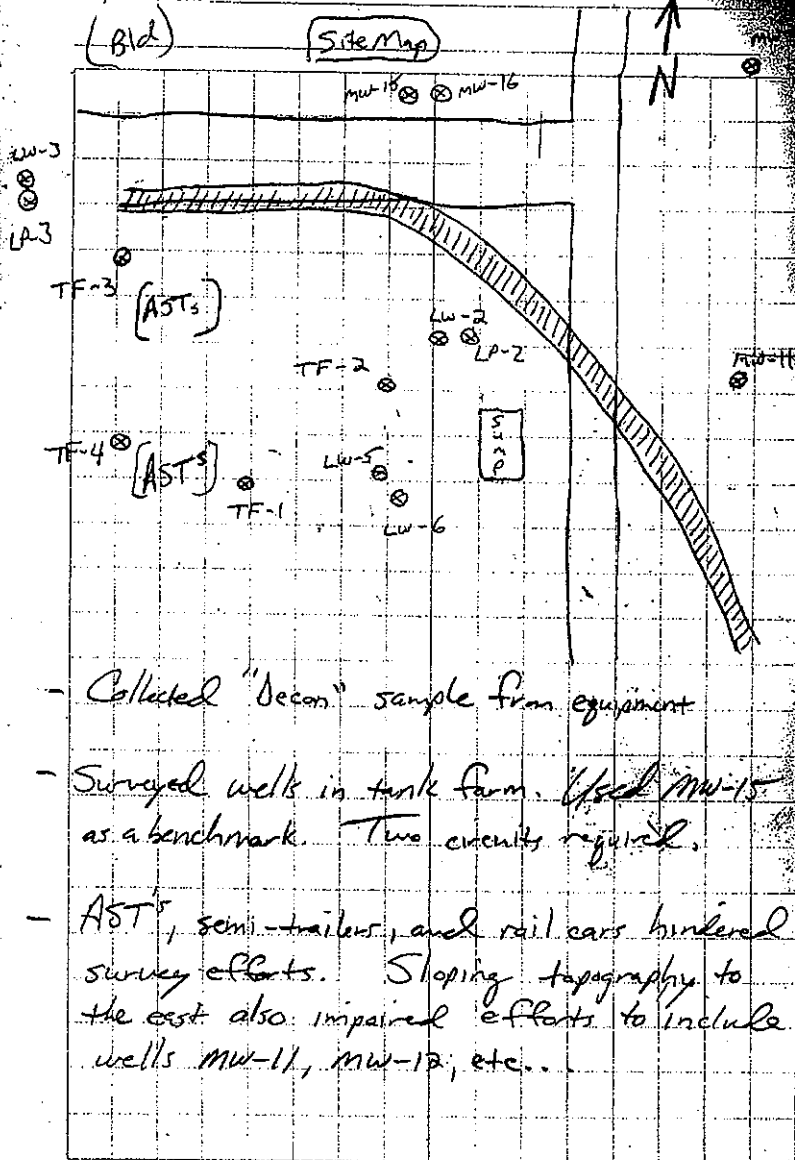 (Bld)
Site Map
N
MW-15
MW-16
LP-3
TF-3
[ASTs]
LW-2
LP-2
TF-2
MW-11
TF-4
[AST's]
TF-1
LW-5
LW-6
Sump
- Collected "Decon" sample from equipment
- Surveyed wells in tank farm. Used MW-15
as a benchmark. Two circuits required.
- AST's, semi-trailers, and rail cars hindered
survey efforts. Sloping topography to
the east also impaired efforts to include
wells MW-11, MW-12, etc..